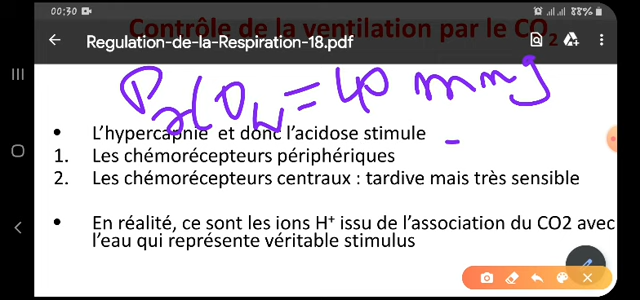 00:30 88%
Contrôle de la ventilation par le CO2
Regulation-de-la-Respiration-18.pdf
PaCO2 = 40 mmg
• L'hypercapnie et donc l'acidose stimule
1. Les chémorécepteurs périphériques
2. Les chémorécepteurs centraux : tardive mais très sensible
• En réalité, ce sont les ions H+ issu de l'association du CO2 avec
l'eau qui représente véritable stimulus